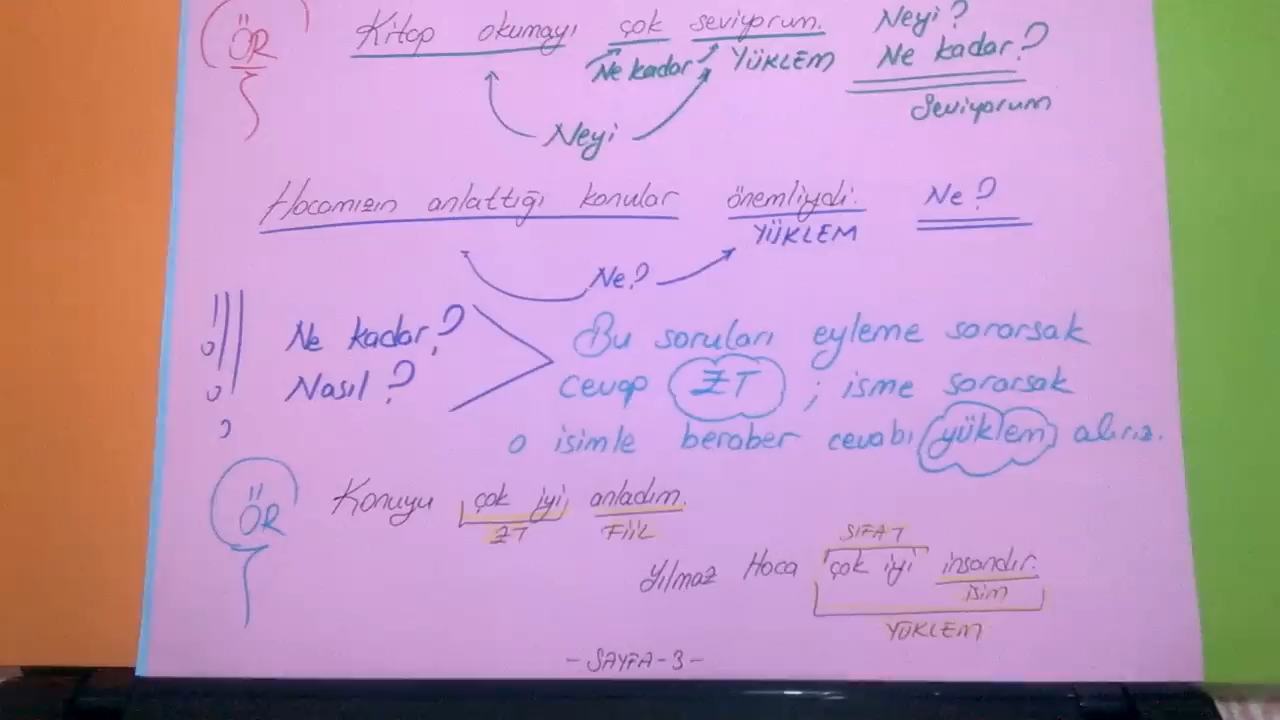 ÖR
Kitap okumayı çok seviyorum.
Neyi?
Ne kadar YÜKLEM
Ne kadar?
Neyi
Seviyorum
Hocamızın anlattığı konular önemliydi.
YÜKLEM
Ne?
Ne?
Ne kadar?
Nasıl?
Bu soruları eyleme sorarsak
cevap ZT ; isme sorarsak
o isimle beraber cevabı yüklem alırız.
ÖR
Konuyu çok iyi anladım.
ZT FiiL
SIFAT
Yılmaz Hoca çok iyi insandır.
isim
YÜKLEM
- SAYFA-3 -